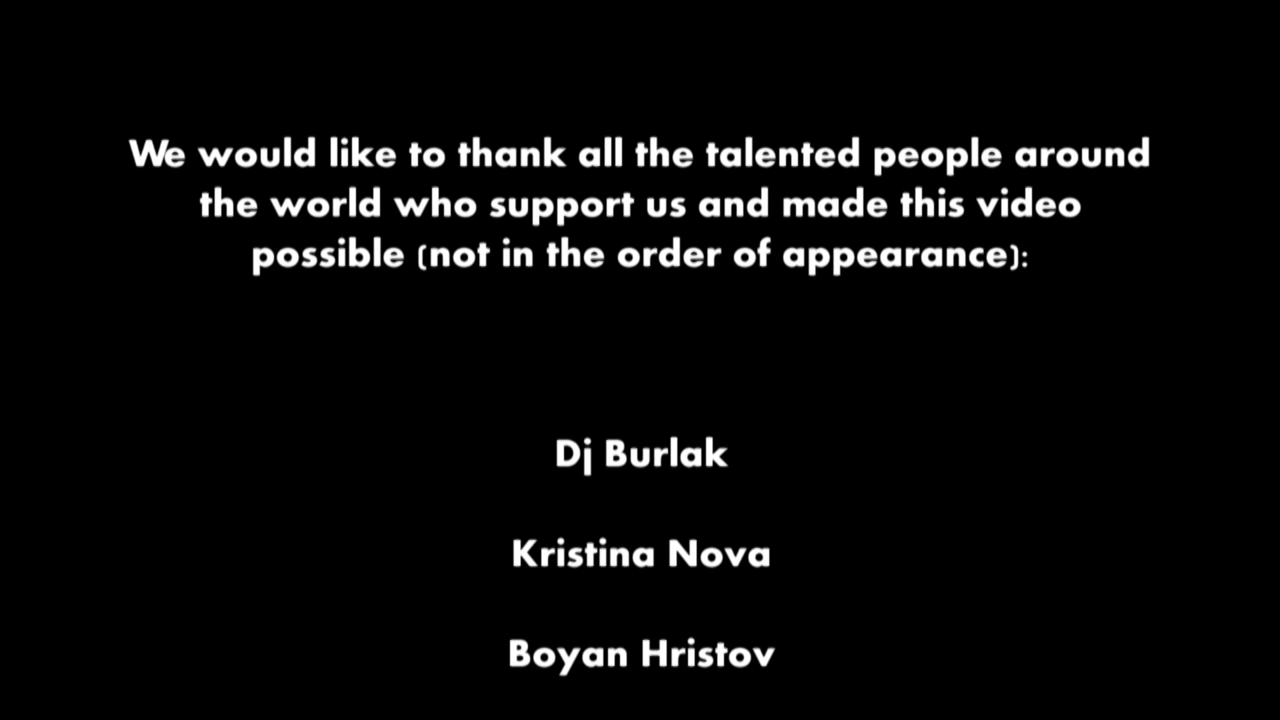 We would like to thank all the talented people around
the world who support us and made this video
possible (not in the order of appearance):
Dj Burlak
Kristina Nova
Boyan Hristov